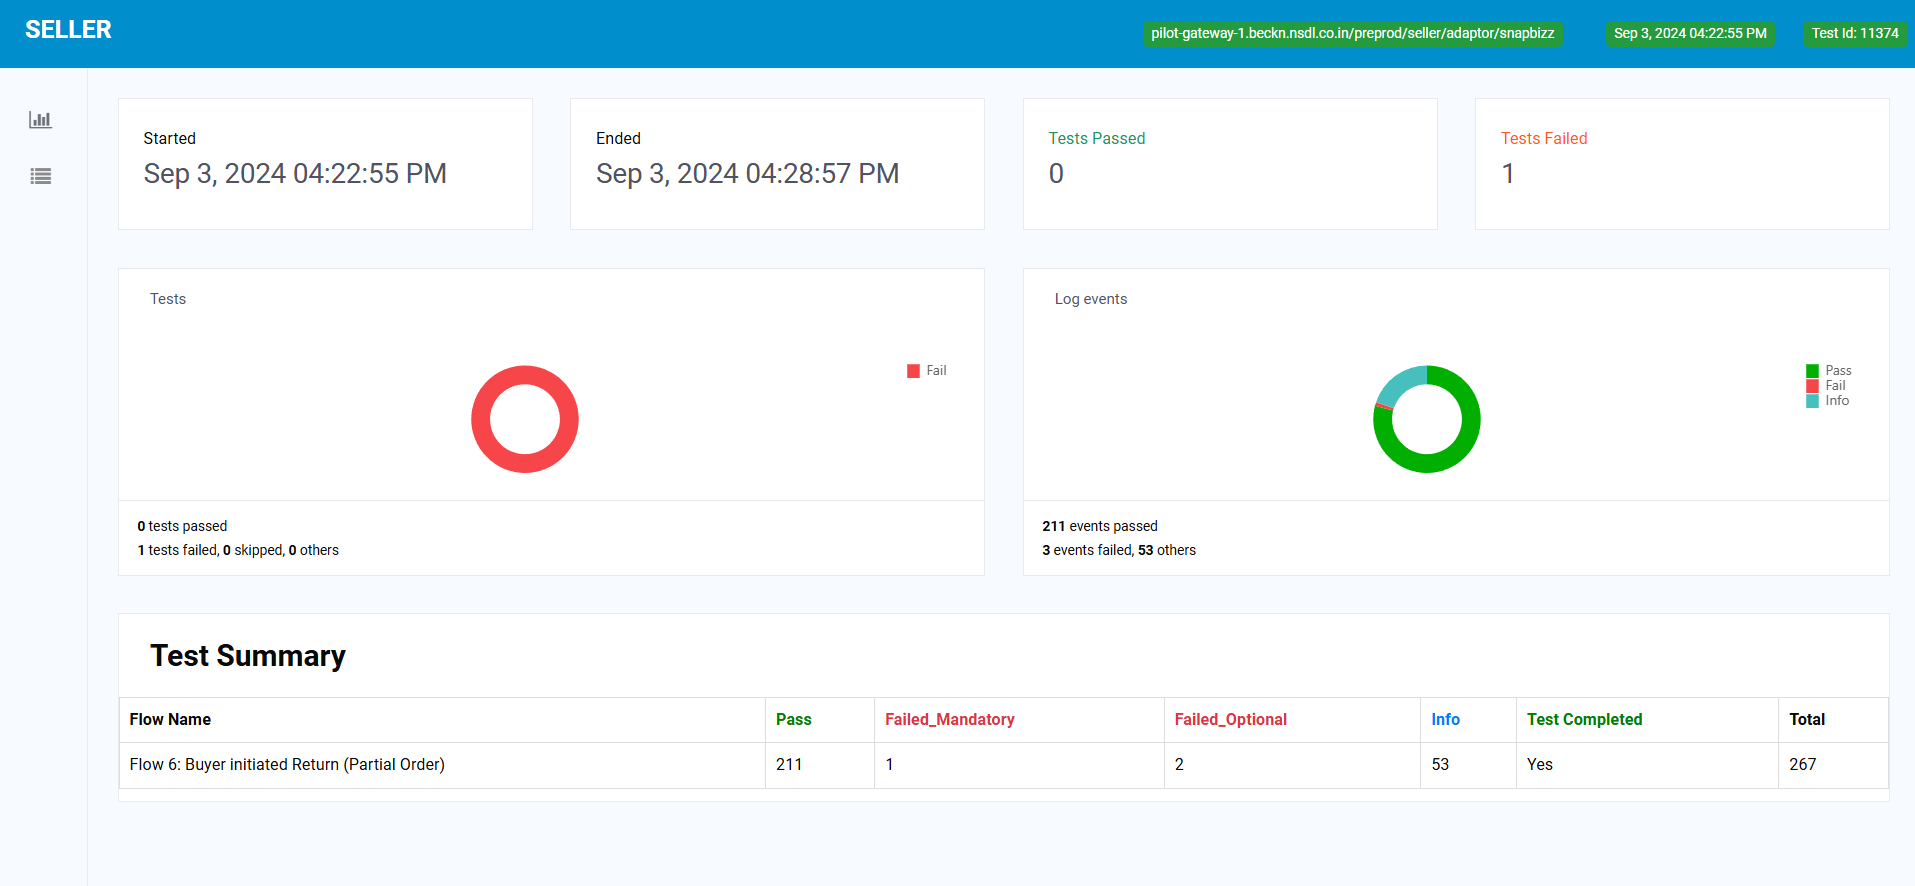 SELLER
pilot-gateway-1.beckn.nsdl.co.in/preprod/seller/adaptor/snapbizz
Sep 3, 2024 04:22:55 PM
Test Id: 11374
Started
Sep 3, 2024 04:22:55 PM
Ended
Sep 3, 2024 04:28:57 PM
Tests Passed
0
Tests Failed
1
Tests
Fail
0 tests passed
1 tests failed, 0 skipped, 0 others
Log events
Pass
Fail
Info
211 events passed
3 events failed, 53 others
Test Summary
Flow Name Pass Failed_Mandatory Failed_Optional Info Test Completed Total
Flow 6: Buyer initiated Return (Partial Order) 211 1 2 53 Yes 267